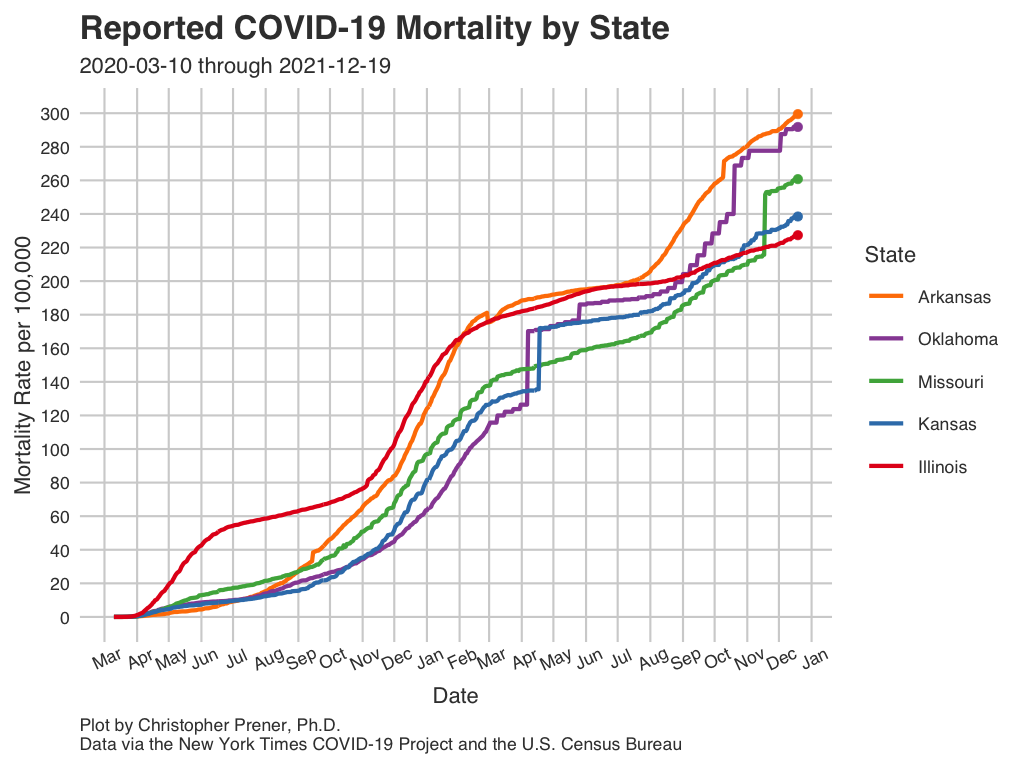 Reported COVID-19 Mortality by State
2020-03-10 through 2021-12-19
Mortality Rate per 100,000
300
280
260
240
220
200
180
160
140
120
100
80
60
40
20
0
Mar Apr May Jun Jul Aug Sep Oct Nov Dec Jan Feb Mar Apr May Jun Jul Aug Sep Oct Nov Dec Jan
Date
State
Arkansas
Oklahoma
Missouri
Kansas
Illinois
Plot by Christopher Prener, Ph.D.
Data via the New York Times COVID-19 Project and the U.S. Census Bureau